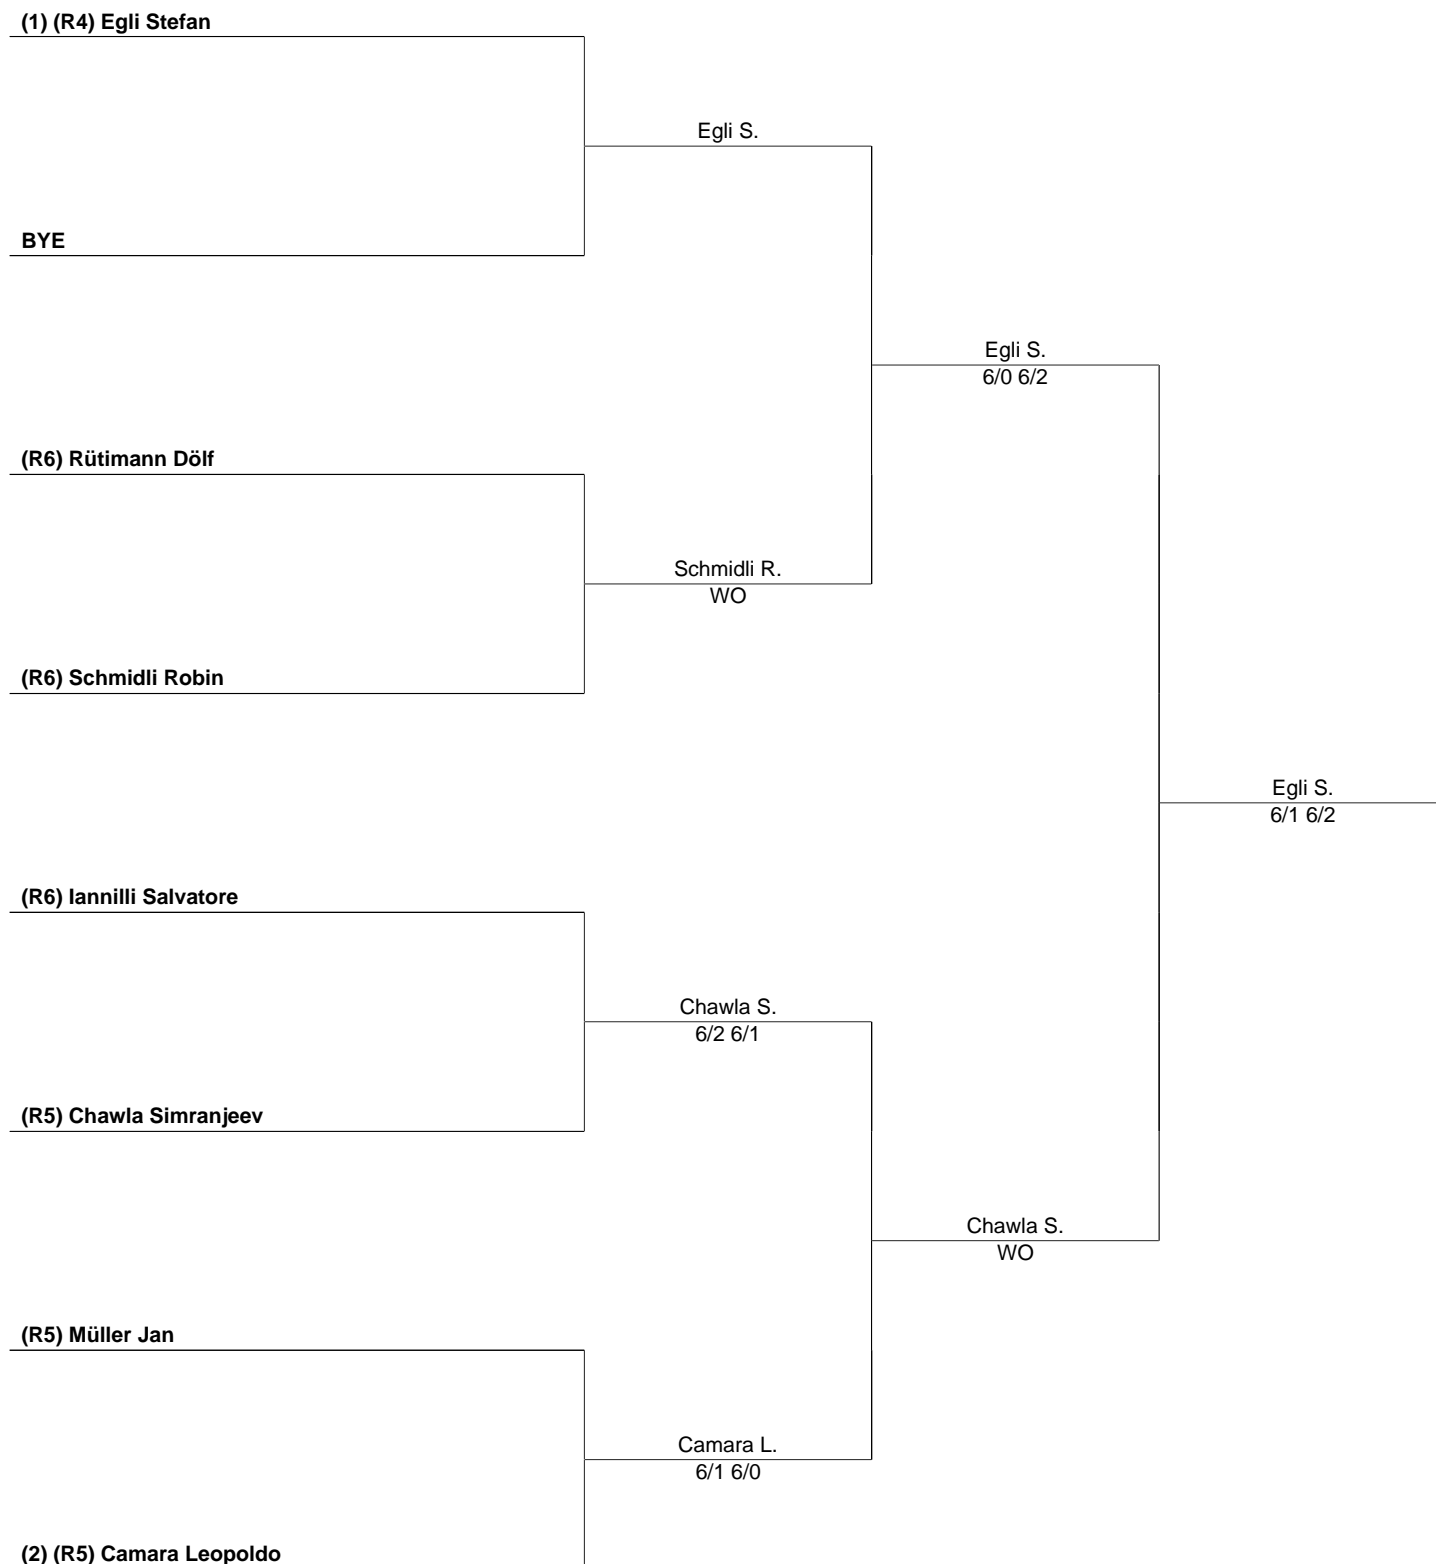 (1) (R4) Egli Stefan
Egli S.
BYE
Egli S.
6/0 6/2
(R6) Rütimann Dölf
Schmidli R.
WO
(R6) Schmidli Robin
Egli S.
6/1 6/2
(R6) Iannilli Salvatore
Chawla S.
6/2 6/1
(R5) Chawla Simranjeev
Chawla S.
WO
(R5) Müller Jan
Camara L.
6/1 6/0
(2) (R5) Camara Leopoldo